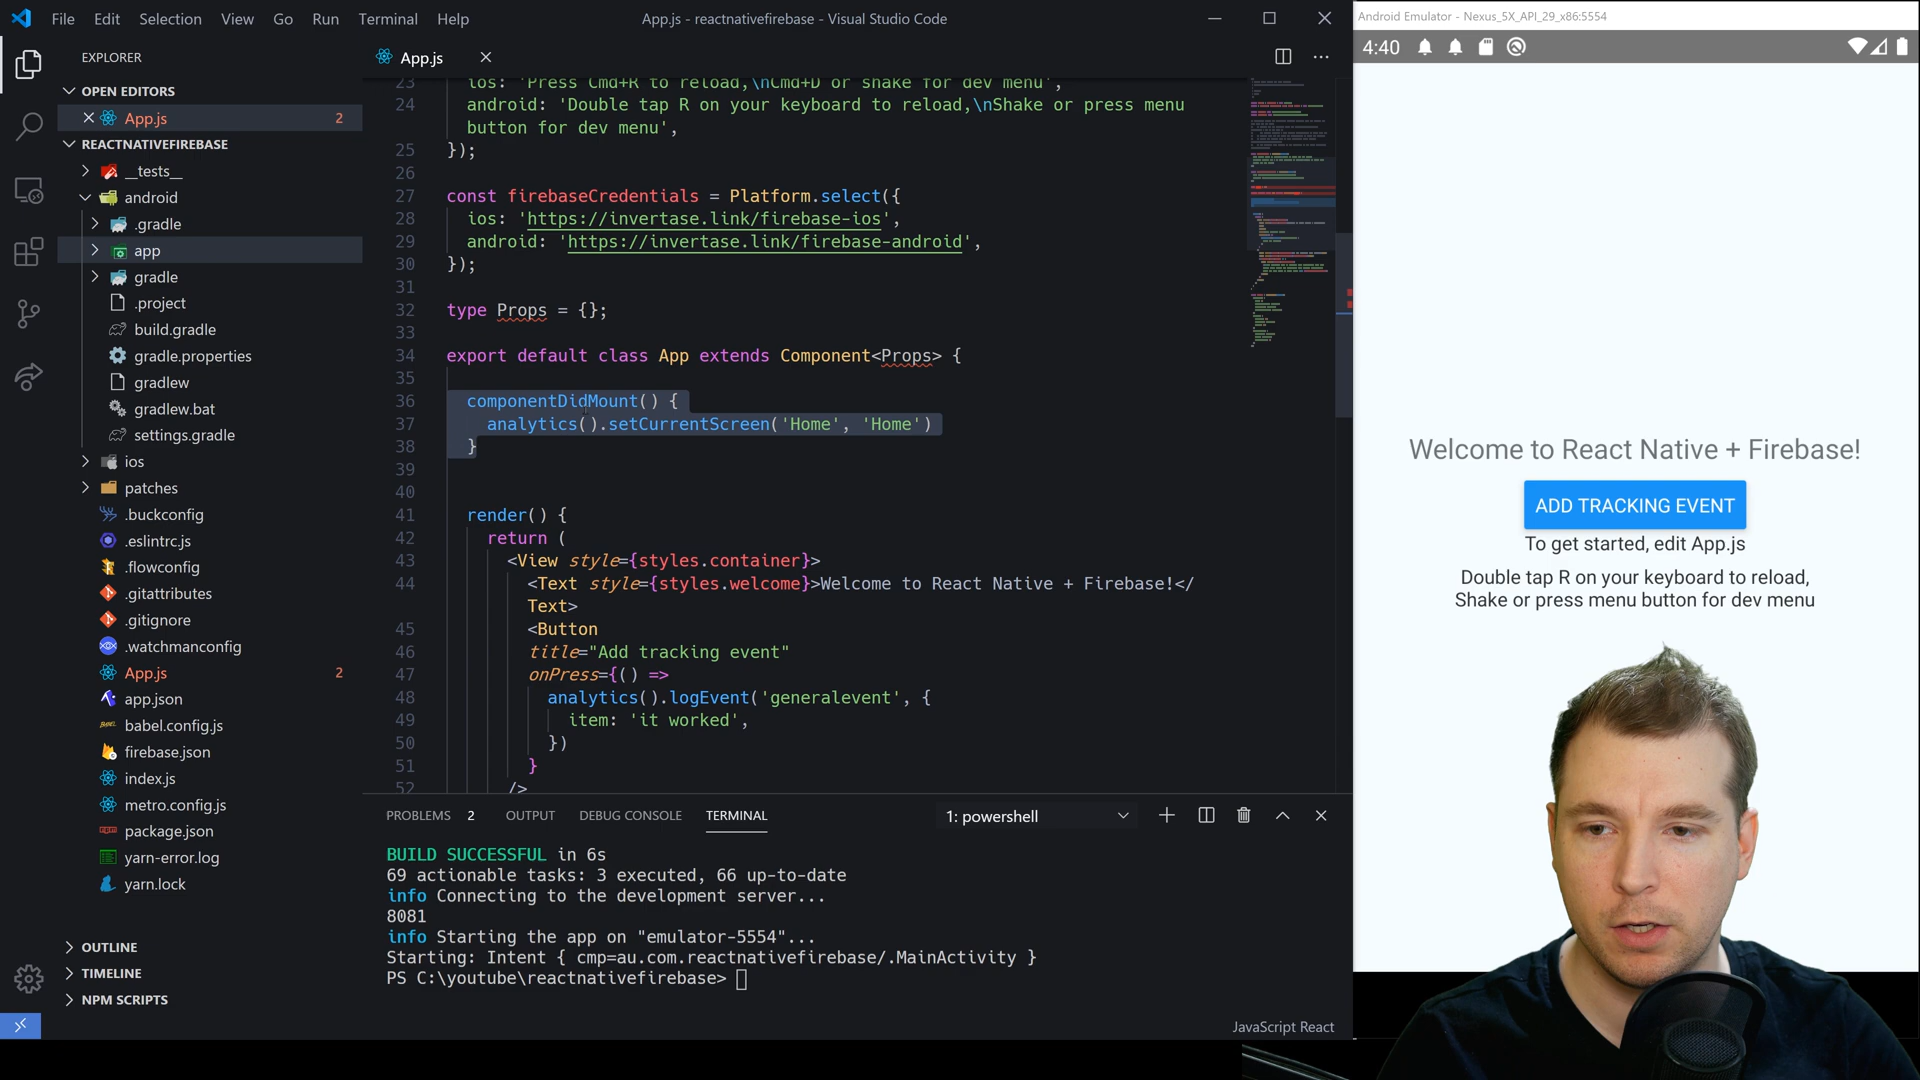 File Edit Selection View Go Run Terminal Help
App.js - reactnativefirebase - Visual Studio Code
EXPLORER
OPEN EDITORS
App.js 2
REACTNATIVEFIREBASE
__tests__
android
.gradle
app
gradle
.project
build.gradle
gradle.properties
gradlew
gradlew.bat
settings.gradle
ios
patches
.buckconfig
.eslintrc.js
.flowconfig
.gitattributes
.gitignore
.watchmanconfig
App.js 2
app.json
babel.config.js
firebase.json
index.js
metro.config.js
package.json
yarn-error.log
yarn.lock
OUTLINE
TIMELINE
NPM SCRIPTS
App.js
23 ios: 'Press Cmd+R to reload,\nCmd+D or shake for dev menu',
24 android: 'Double tap R on your keyboard to reload,\nShake or press menu
button for dev menu',
25 });
26
27 const firebaseCredentials = Platform.select({
28 ios: 'https://invertase.link/firebase-ios',
29 android: 'https://invertase.link/firebase-android',
30 });
31
32 type Props = {};
33
34 export default class App extends Component<Props> {
35
36 componentDidMount() {
37 analytics().setCurrentScreen('Home', 'Home')
38 }
39
40
41 render() {
42 return (
43 <View style={styles.container}>
44 <Text style={styles.welcome}>Welcome to React Native + Firebase!</
Text>
45 <Button
46 title="Add tracking event"
47 onPress={() =>
48 analytics().logEvent('generalevent', {
49 item: 'it worked',
50 })
51 }
52 />
PROBLEMS 2 OUTPUT DEBUG CONSOLE TERMINAL 1: powershell
BUILD SUCCESSFUL in 6s
69 actionable tasks: 3 executed, 66 up-to-date
info Connecting to the development server...
8081
info Starting the app on "emulator-5554"...
Starting: Intent { cmp=au.com.reactnativefirebase/.MainActivity }
PS C:\youtube\reactnativefirebase>
JavaScript React
Android Emulator - Nexus_5X_API_29_x86:5554
4:40
Welcome to React Native + Firebase!
ADD TRACKING EVENT
To get started, edit App.js
Double tap R on your keyboard to reload,
Shake or press menu button for dev menu